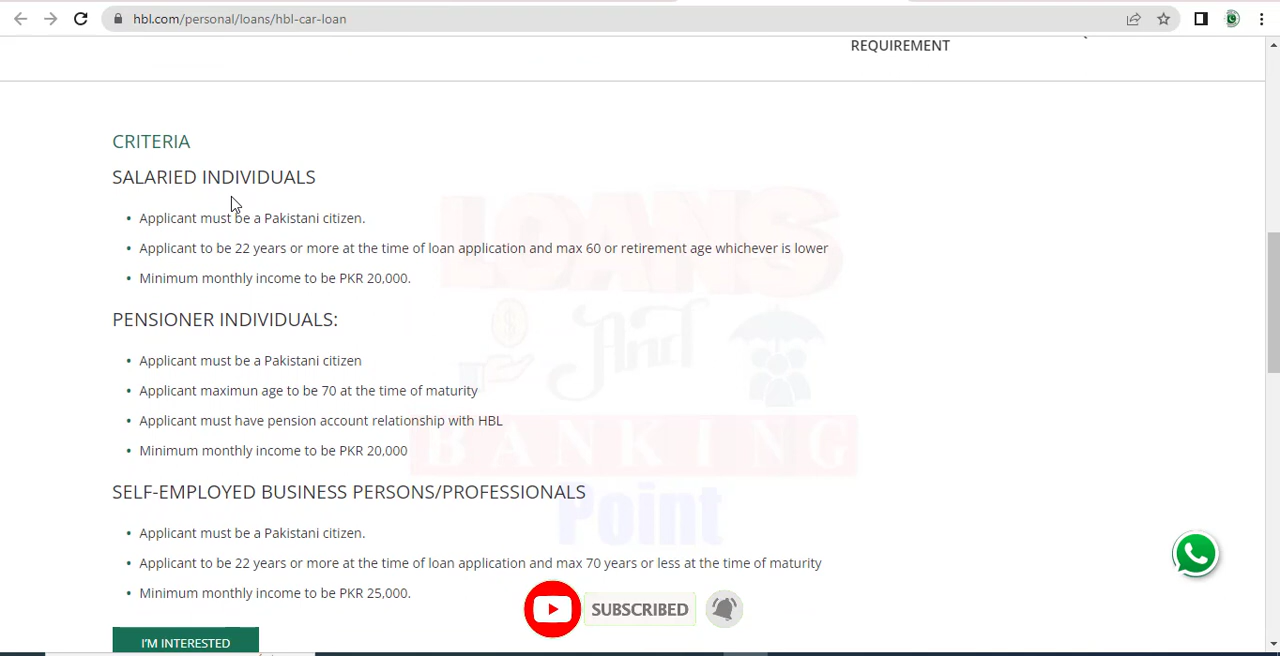 hbl.com/personal/loans/hbl-car-loan
REQUIREMENT
CRITERIA
SALARIED INDIVIDUALS
• Applicant must be a Pakistani citizen.
• Applicant to be 22 years or more at the time of loan application and max 60 or retirement age whichever is lower
• Minimum monthly income to be PKR 20,000.
PENSIONER INDIVIDUALS:
• Applicant must be a Pakistani citizen
• Applicant maximun age to be 70 at the time of maturity
• Applicant must have pension account relationship with HBL
• Minimum monthly income to be PKR 20,000
SELF-EMPLOYED BUSINESS PERSONS/PROFESSIONALS
• Applicant must be a Pakistani citizen.
• Applicant to be 22 years or more at the time of loan application and max 70 years or less at the time of maturity
• Minimum monthly income to be PKR 25,000.
I'M INTERESTED
SUBSCRIBED
LOANS
And
BANKING
Point